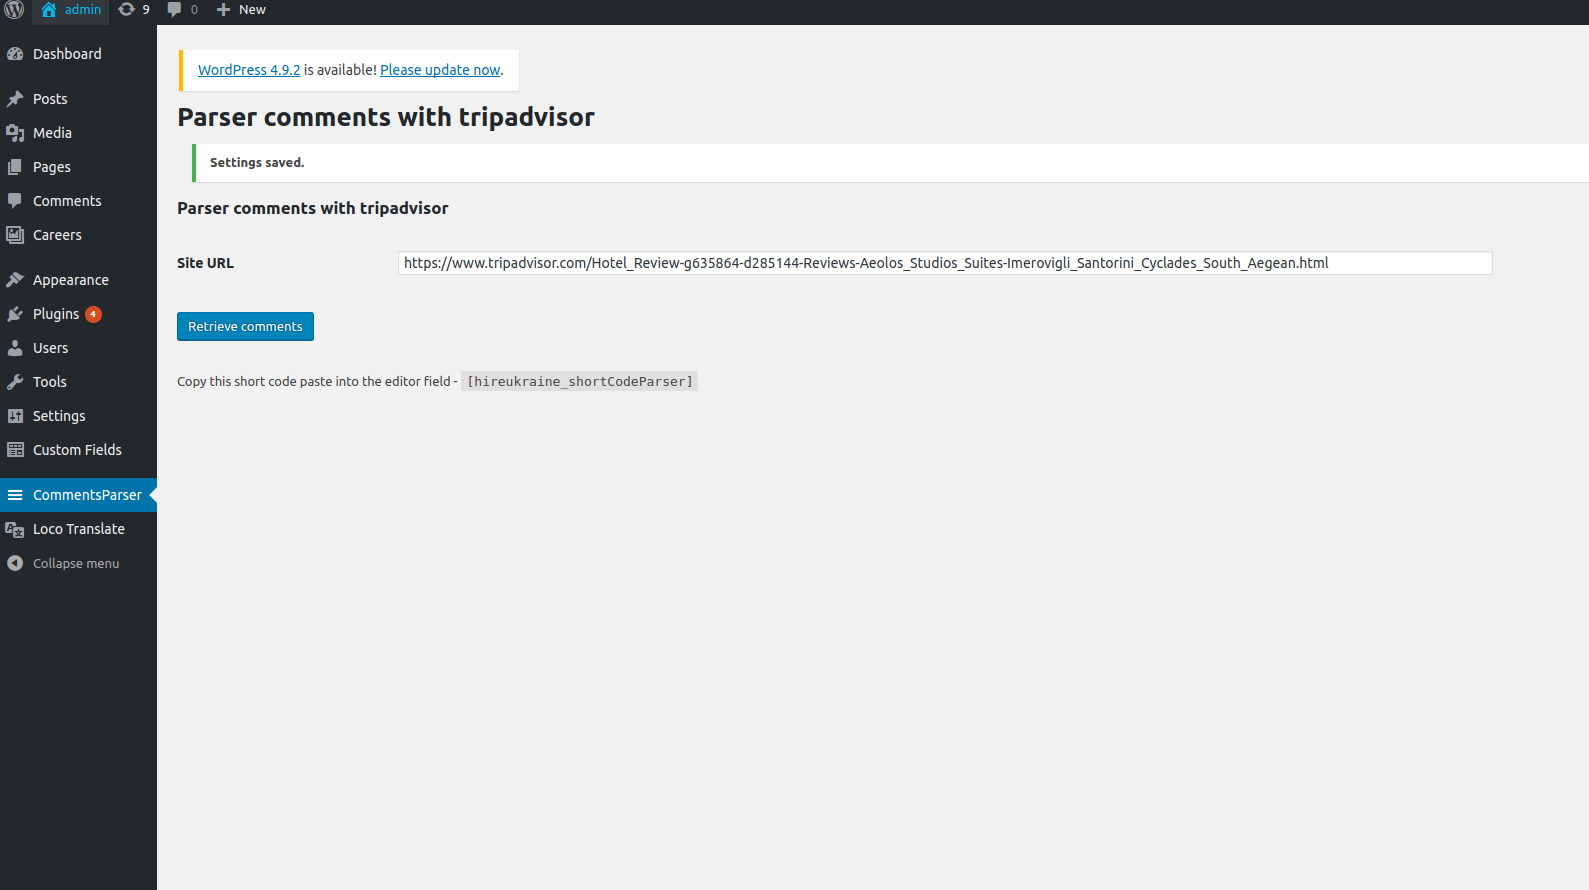 admin 9 0 New
Dashboard
Posts
Media
Pages
Comments
Careers
Appearance
Plugins 4
Users
Tools
Settings
Custom Fields
CommentsParser
Loco Translate
Collapse menu
WordPress 4.9.2 is available! Please update now.
Parser comments with tripadvisor
Settings saved.
Parser comments with tripadvisor
Site URL https://www.tripadvisor.com/Hotel_Review-g635864-d285144-Reviews-Aeolos_Studios_Suites-Imerovigli_Santorini_Cyclades_South_Aegean.html
Retrieve comments
Copy this short code paste into the editor field - [hireukraine_shortCodeParser]